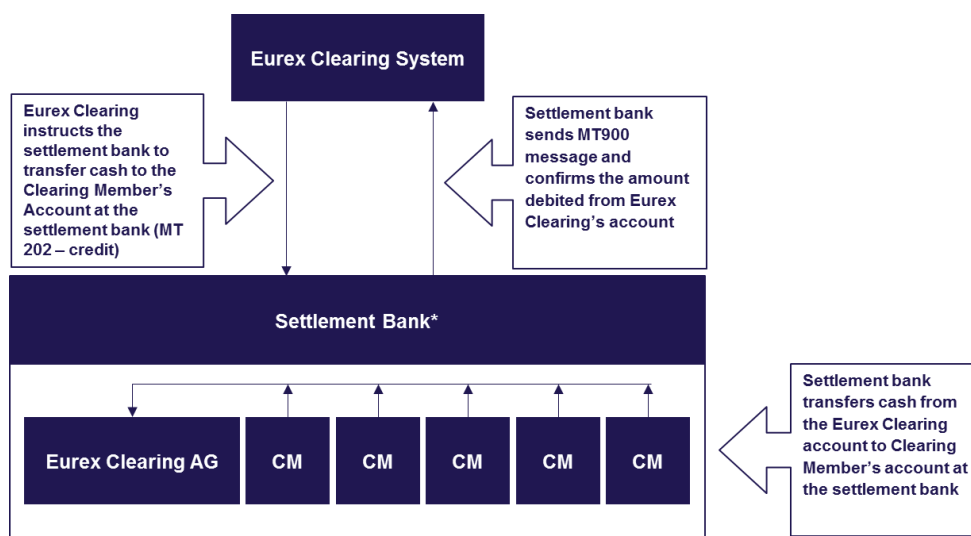 Eurex Clearing System
Eurex Clearing
instructs the
settlement bank to
transfer cash to the
Clearing Member’s
Account at the
settlement bank (MT
202 – credit)
Settlement bank
sends MT900
message and
confirms the amount
debited from Eurex
Clearing’s account
Settlement Bank*
Eurex Clearing AG
CM
CM
CM
CM
CM
Settlement bank
transfers cash from
the Eurex Clearing
account to Clearing
Member’s account at
the settlement bank